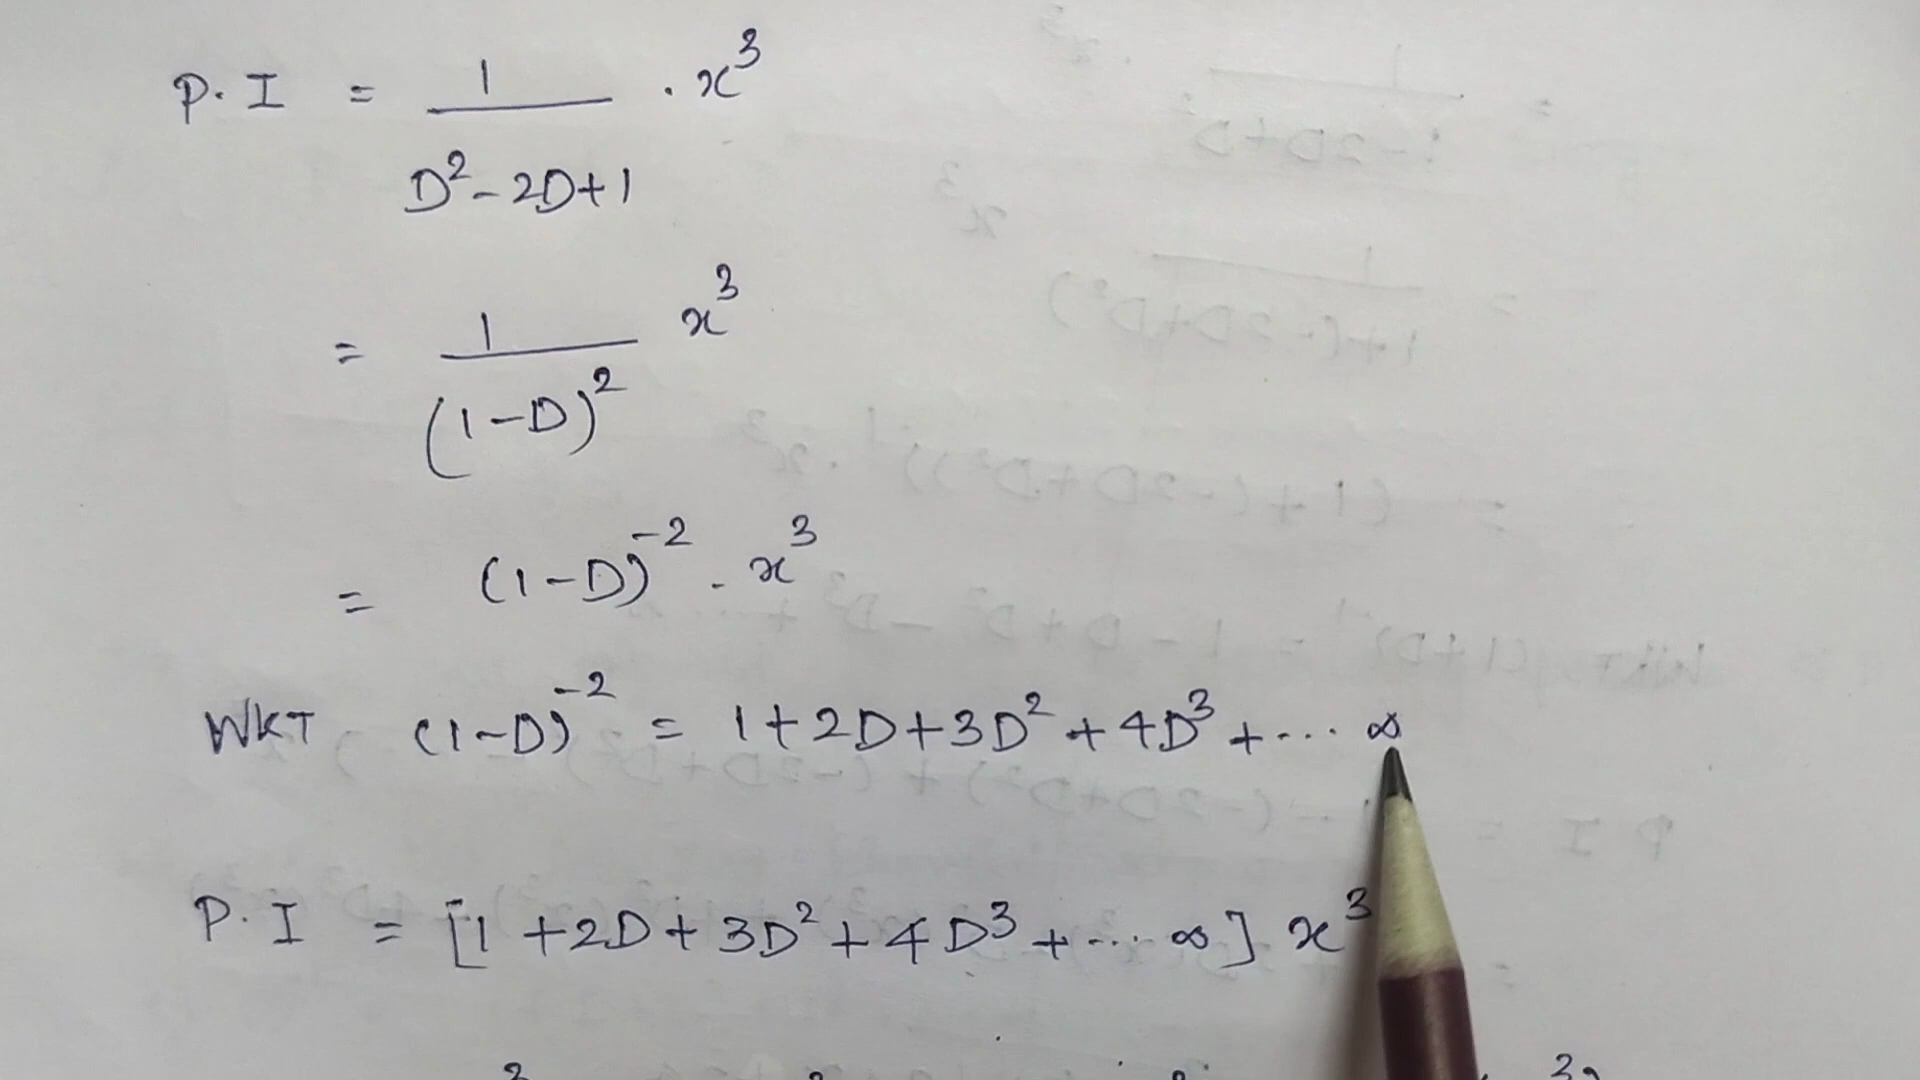 P.I = 1/(D²-2D+1) . x³
= 1/(1-D)² x³
= (1-D)⁻² . x³
WKT (1-D)⁻² = 1+2D+3D²+4D³+... ∞
P.I = [1+2D+3D²+4D³+... ∞] x³